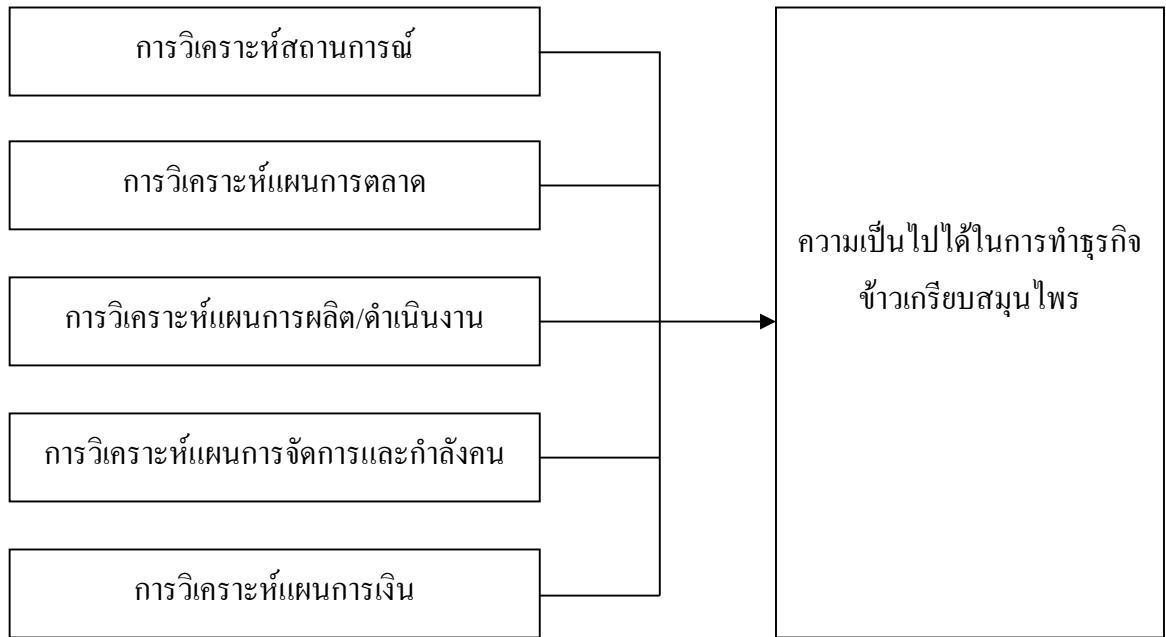 การวิเคราะห์สถานการณ์
การวิเคราะห์แผนการตลาด
การวิเคราะห์แผนการผลิต/ดำเนินงาน
การวิเคราะห์แผนการจัดการและกำลังคน
การวิเคราะห์แผนการเงิน
ความเป็นไปได้ในการทำธุรกิจ
ข้าวเกรียบสมุนไพร